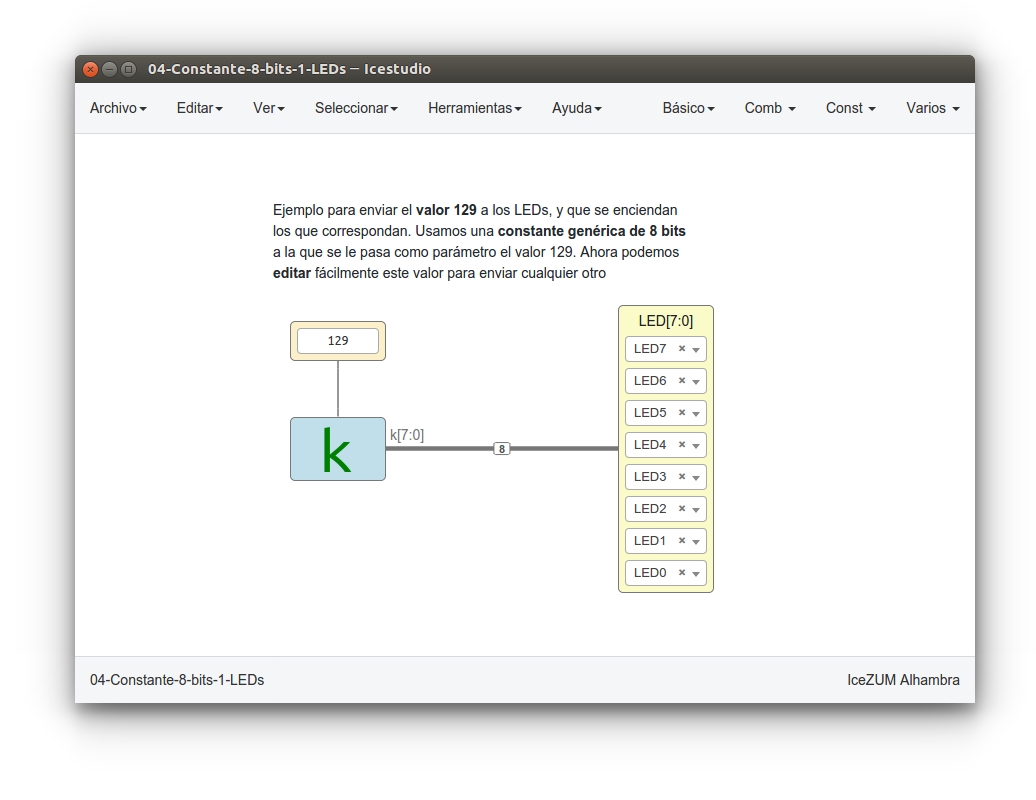 04-Constante-8-bits-1-LEDs — Icestudio
Archivo Editar Ver Seleccionar Herramientas Ayuda Básico Comb Const Varios
Ejemplo para enviar el valor 129 a los LEDs, y que se enciendan
los que correspondan. Usamos una constante genérica de 8 bits
a la que se le pasa como parámetro el valor 129. Ahora podemos
editar fácilmente este valor para enviar cualquier otro
129
k
k[7:0]
8
LED[7:0]
LED7
LED6
LED5
LED4
LED3
LED2
LED1
LED0
04-Constante-8-bits-1-LEDs IceZUM Alhambra